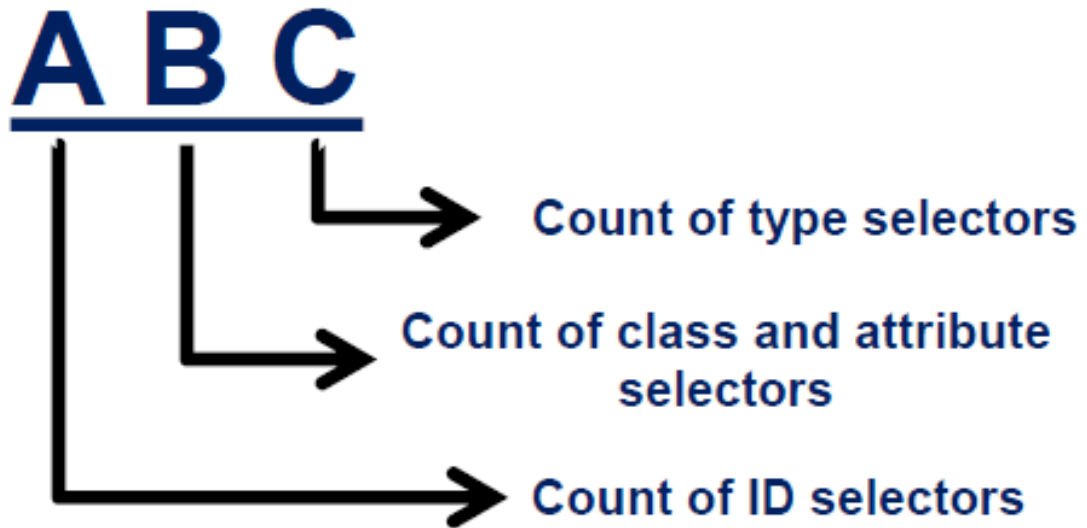 A B C
Count of type selectors
Count of class and attribute
selectors
Count of ID selectors